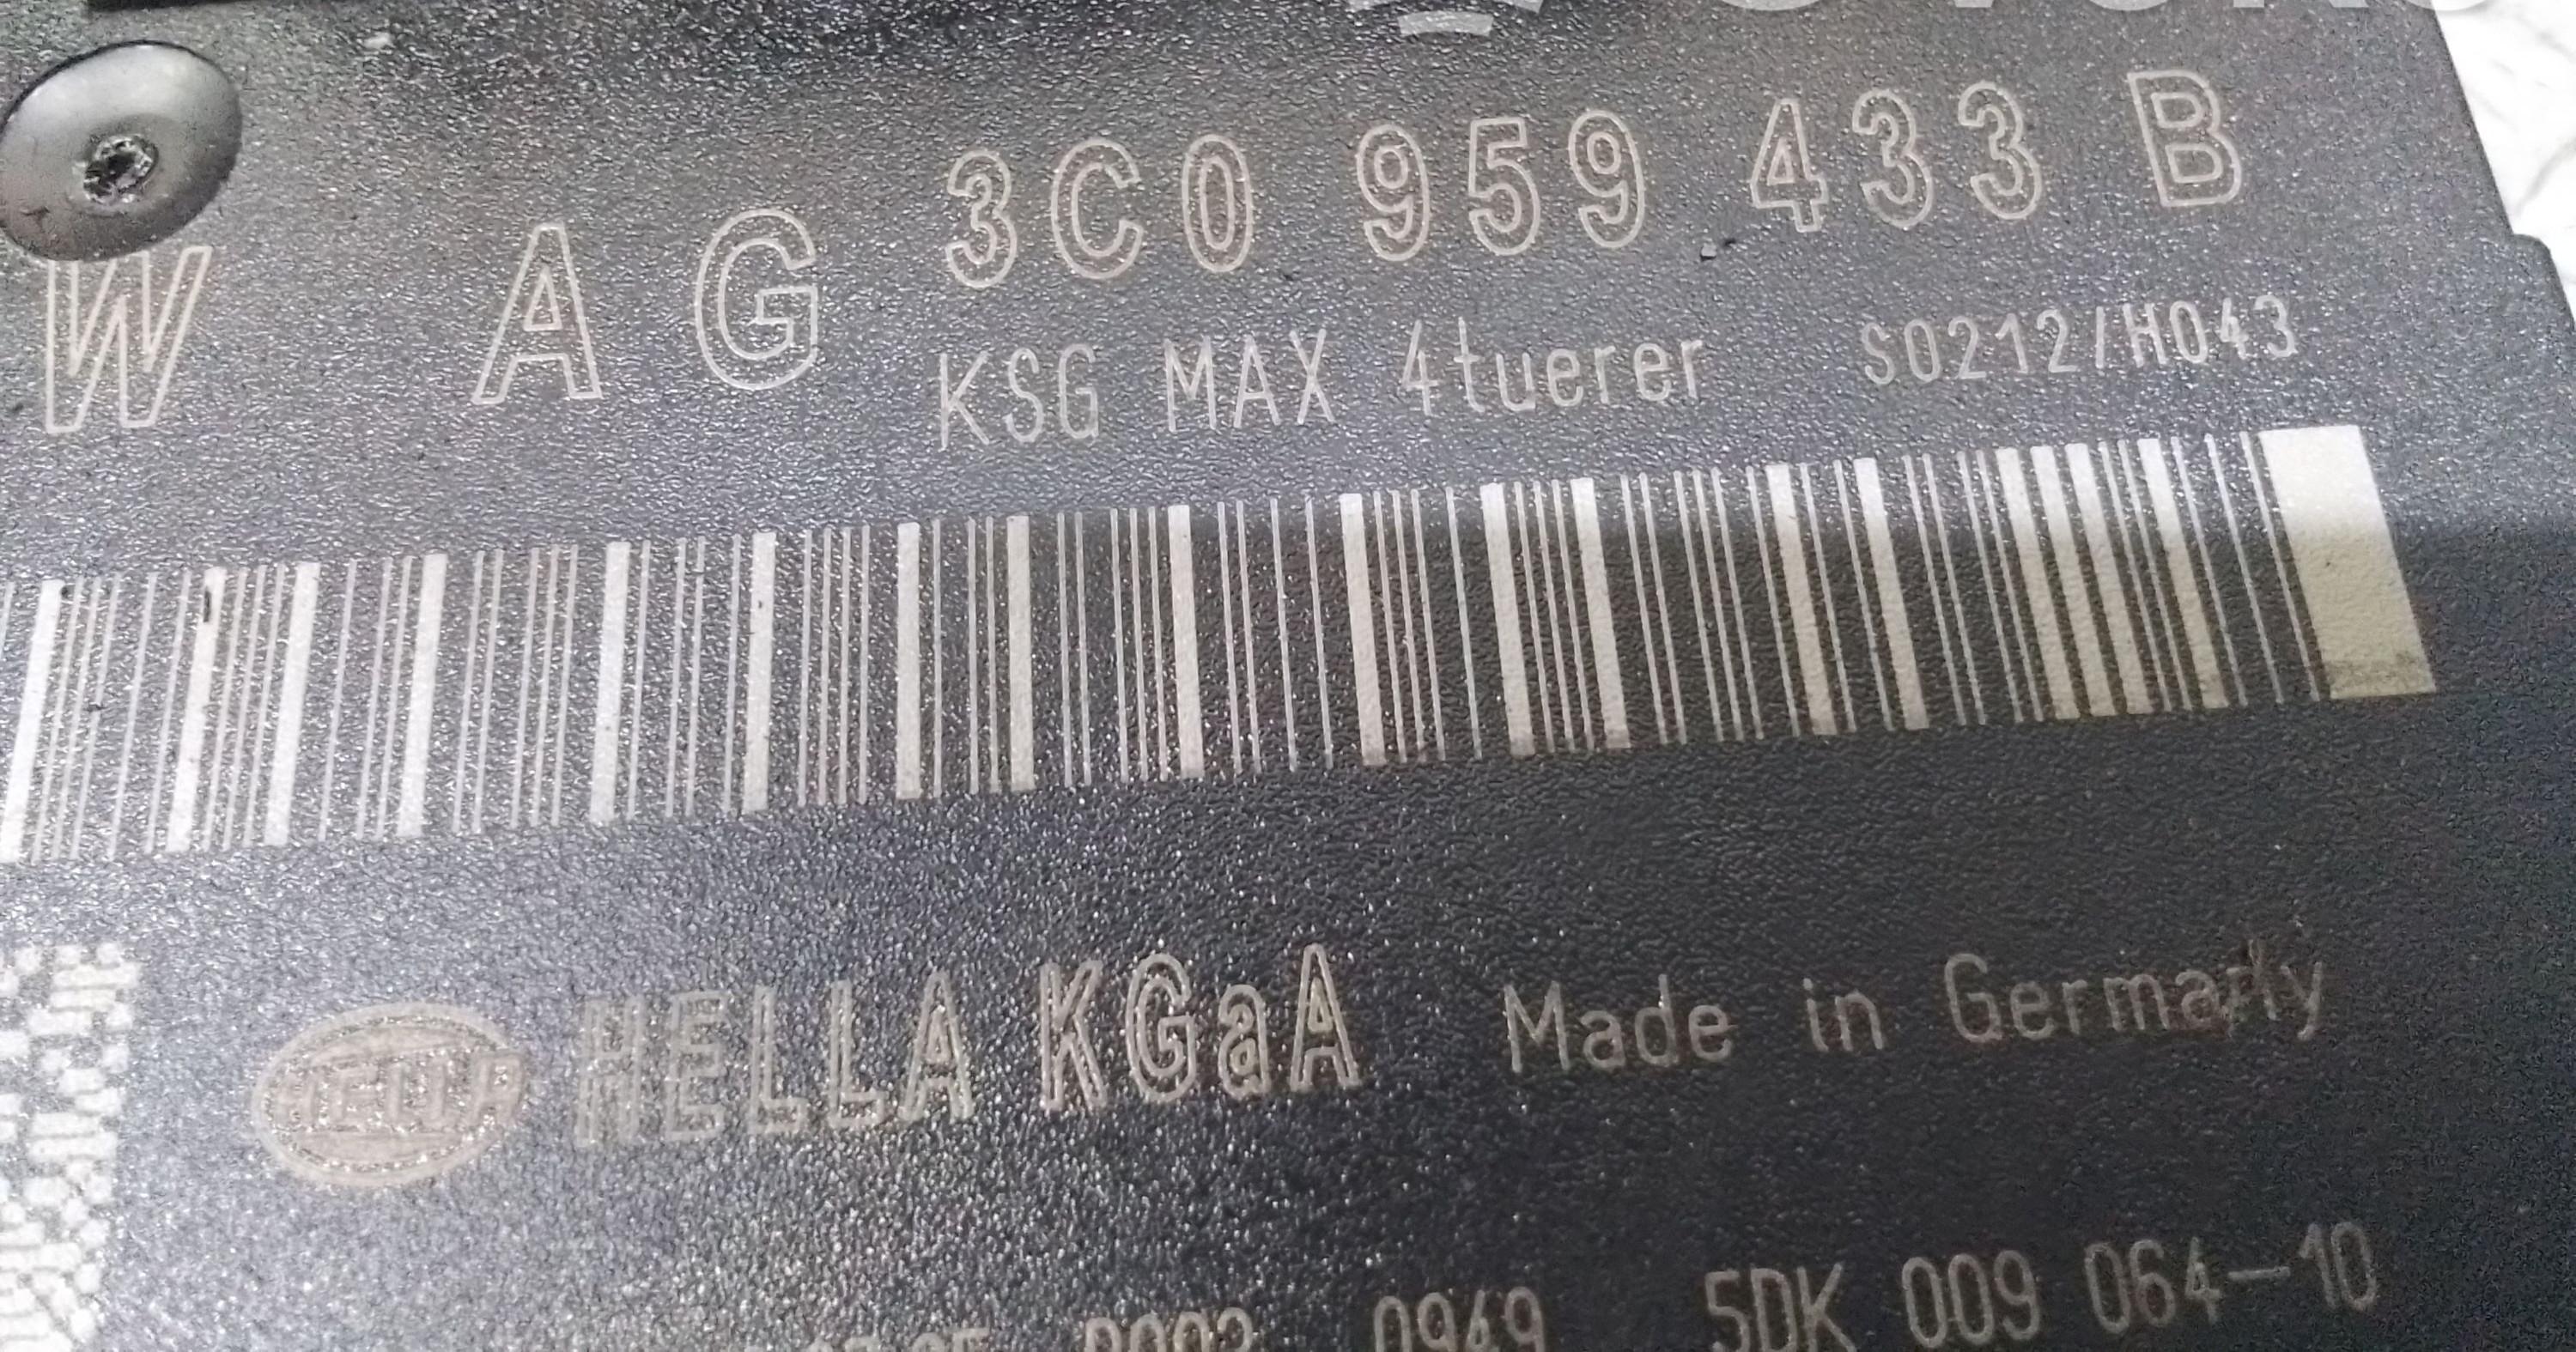 W AG 3C0 959 433 B
KSG MAX 4tuerer S0212/H043
HELLA HELLA KGaA Made in Germany
0949 5DK 009 064-10